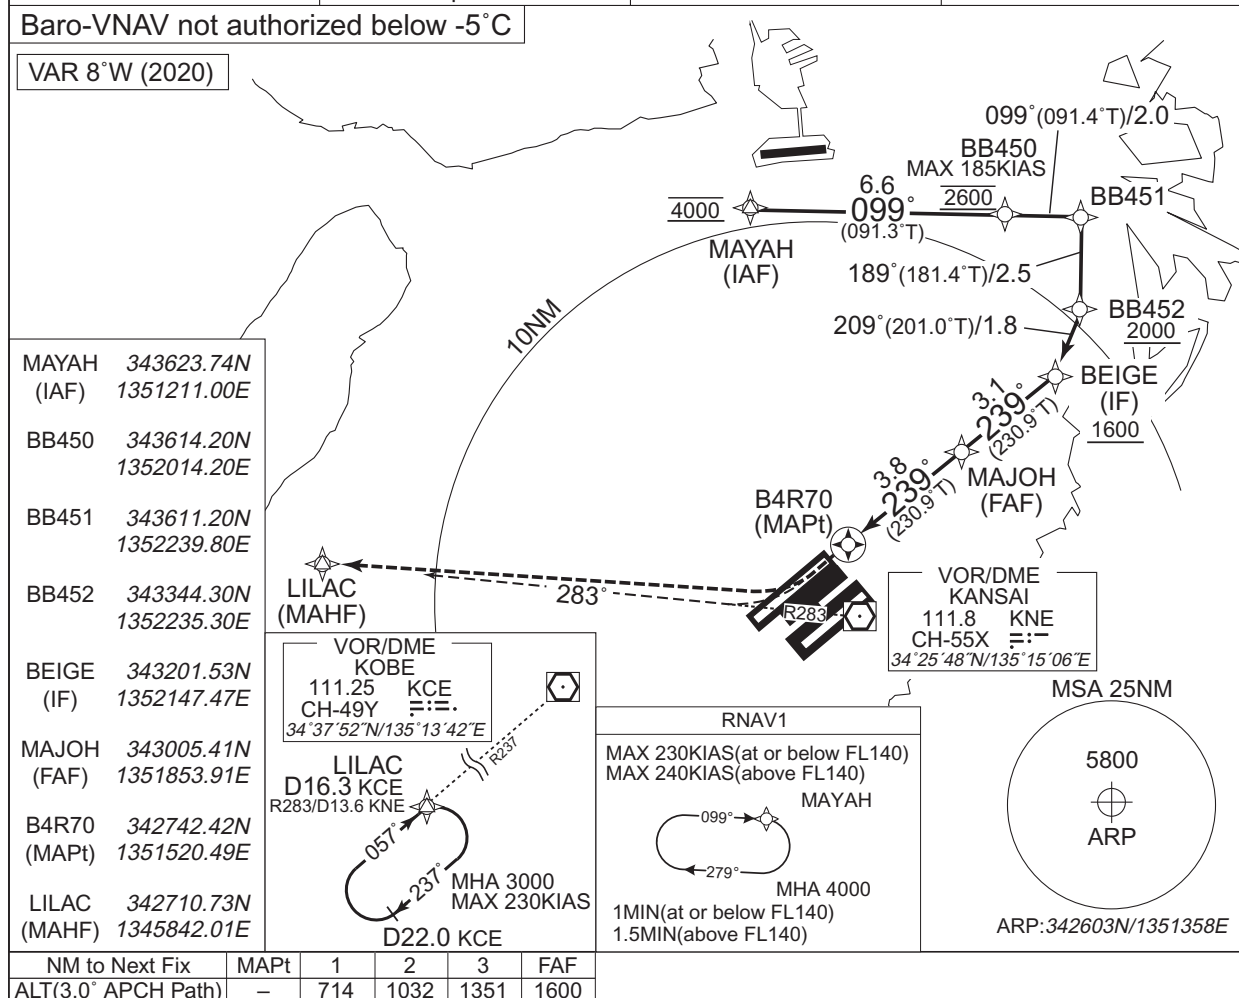 Baro-VNAV not authorized below -5˚C
VAR 8˚W (2020)
099˚(091.4˚T)/2.0
BB450
MAX 185KIAS
2600
BB451
4000
6.6
099˚
(091.3˚T)
MAYAH
(IAF)
189˚(181.4˚T)/2.5
209˚(201.0˚T)/1.8
BB452
2000
10NM
BEIGE
(IF)
1600
3.1
239˚
(230.9˚T)
MAJOH
(FAF)
3.8
239˚
(230.9˚T)
B4R70
(MAPt)
LILAC
(MAHF)
283˚
R283
VOR/DME
KANSAI
111.8 KNE
CH-55X
34˚25´48˝N/135˚15´06˝E
MAYAH 343623.74N
(IAF) 1351211.00E
BB450 343614.20N
1352014.20E
BB451 343611.20N
1352239.80E
BB452 343344.30N
1352235.30E
BEIGE 343201.53N
(IF) 1352147.47E
MAJOH 343005.41N
(FAF) 1351853.91E
B4R70 342742.42N
(MAPt) 1351520.49E
LILAC 342710.73N
(MAHF) 1345842.01E
VOR/DME
KOBE
111.25 KCE
CH-49Y
34˚37´52˝N/135˚13´42˝E
R237
LILAC
D16.3 KCE
R283/D13.6 KNE
057˚
237˚
MHA 3000
MAX 230KIAS
D22.0 KCE
RNAV1
MAX 230KIAS(at or below FL140)
MAX 240KIAS(above FL140)
MAYAH
099˚
279˚
MHA 4000
1MIN(at or below FL140)
1.5MIN(above FL140)
MSA 25NM
5800
ARP
ARP:342603N/1351358E
NM to Next Fix MAPt 1 2 3 FAF
ALT(3.0˚ APCH Path) – 714 1032 1351 1600